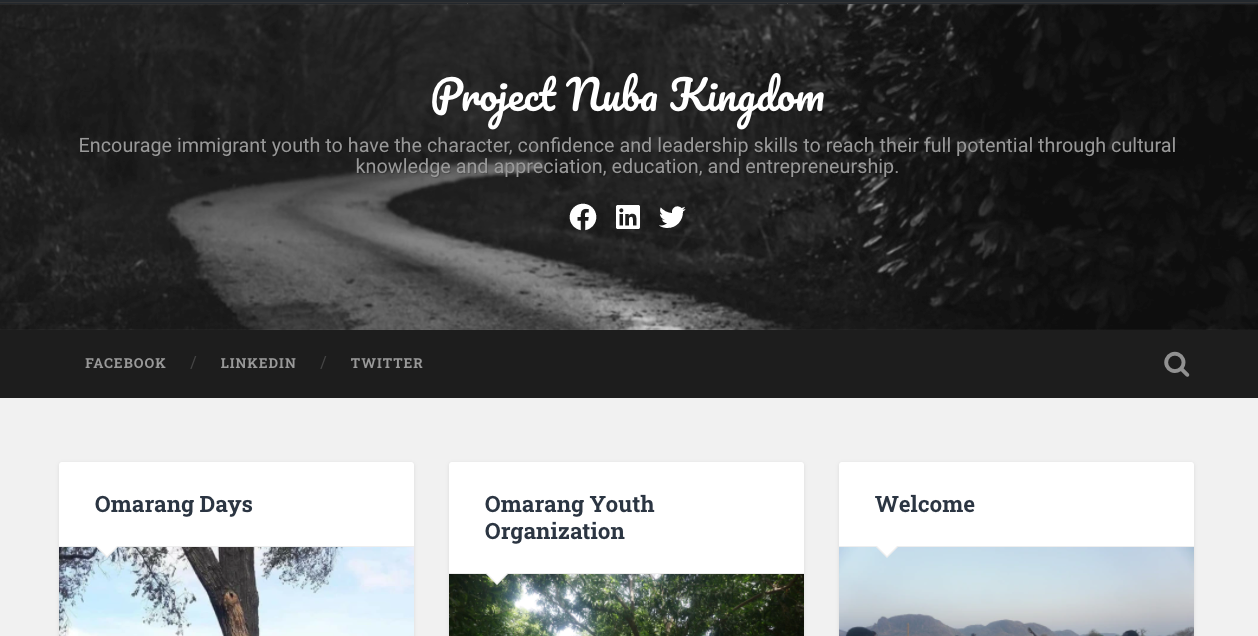 Project Nuba Kingdom
Encourage immigrant youth to have the character, confidence and leadership skills to reach their full potential through cultural
knowledge and appreciation, education, and entrepreneurship.
FACEBOOK / LINKEDIN / TWITTER
Omarang Days
Omarang Youth
Organization
Welcome